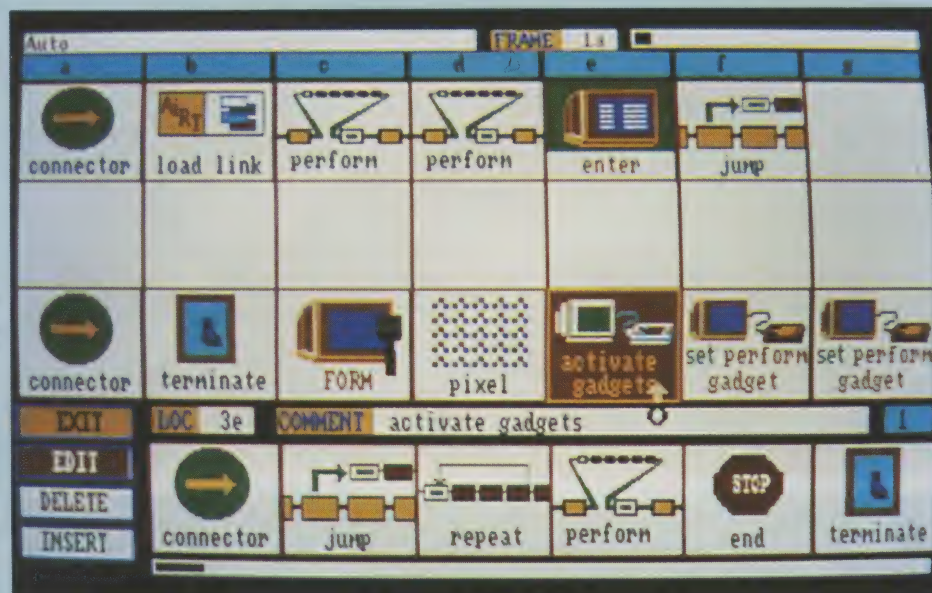 Auto FRAME 1a
a b c d e f g
AiRT
connector load link perform perform enter jump
connector terminate FORM pixel activate gadgets set perform gadget set perform gadget
EXIT LOC 3e COMMENT activate gadgets 1
EDIT
DELETE
INSERT
STOP
connector jump repeat perform end terminate